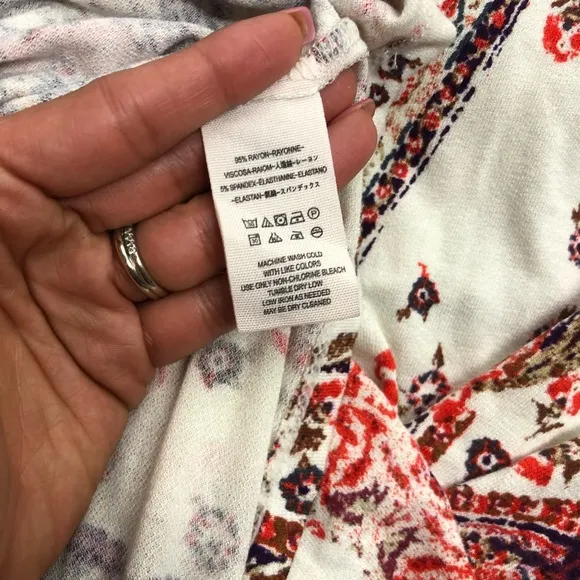 95% RAYON-RAYONNE-
VISCOSA-RAIOM-人造絲-レーヨン
5% SPANDEX-ELASTHANNE-ELASTANO
-ELASTAN-氨綸-スパンデックス
MACHINE WASH COLD
WITH LIKE COLORS
USE ONLY NON-CHLORINE BLEACH
TUMBLE DRY LOW
LOW IRON AS NEEDED
MAY BE DRY CLEANED